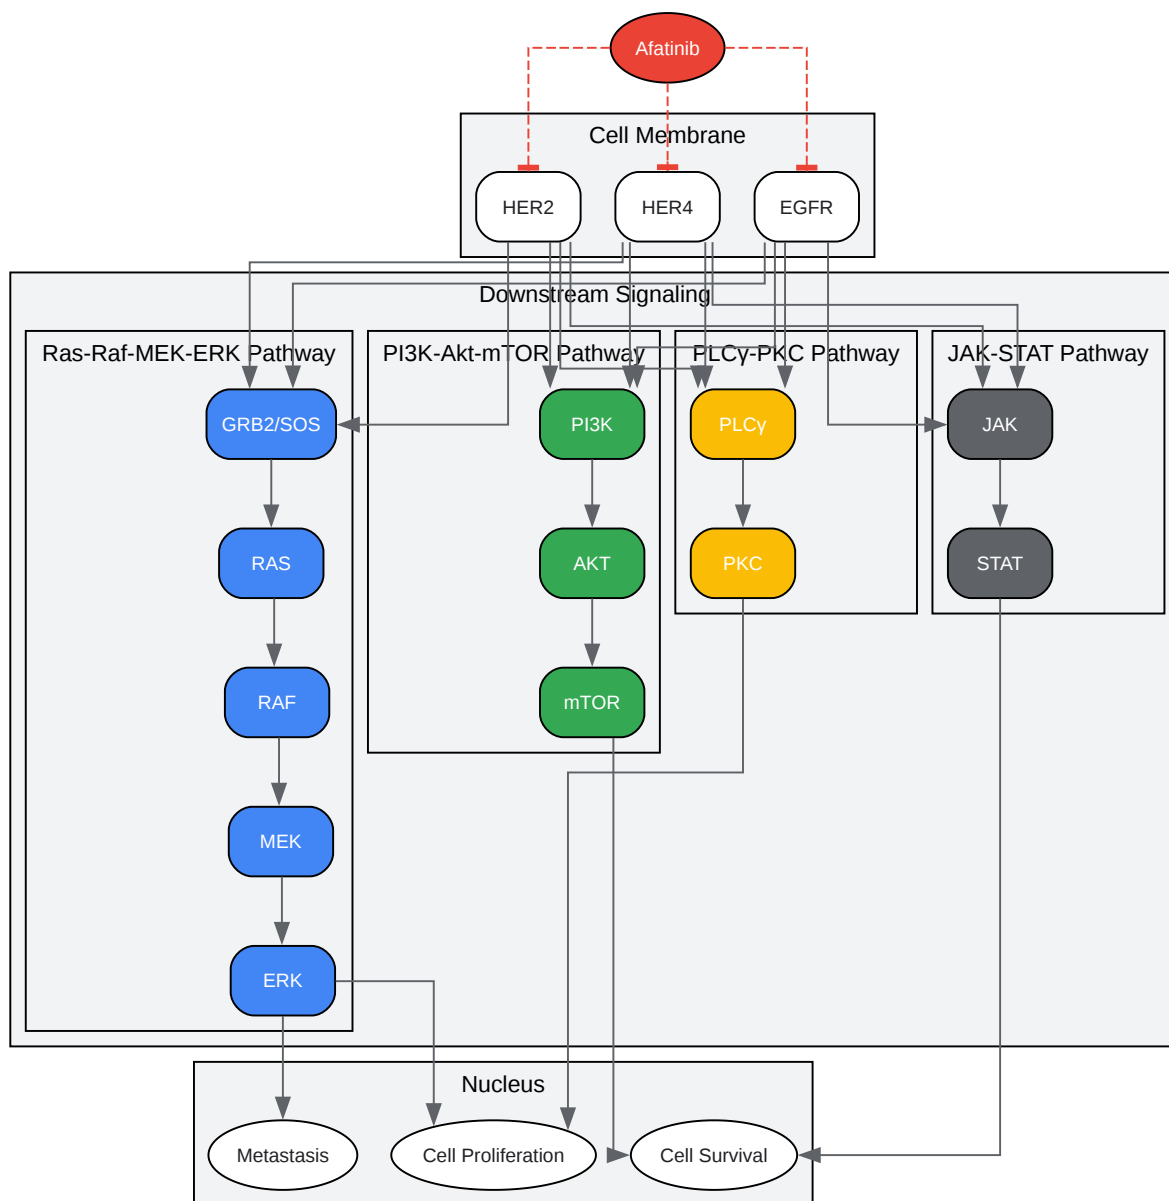 Afatinib
Cell Membrane
HER2
HER4
EGFR
Downstream Signaling
Ras-Raf-MEK-ERK Pathway
PI3K-Akt-mTOR Pathway
PLCγ-PKC Pathway
JAK-STAT Pathway
GRB2/SOS
PI3K
PLCγ
JAK
RAS
AKT
PKC
STAT
RAF
mTOR
MEK
ERK
Nucleus
Metastasis
Cell Proliferation
Cell Survival